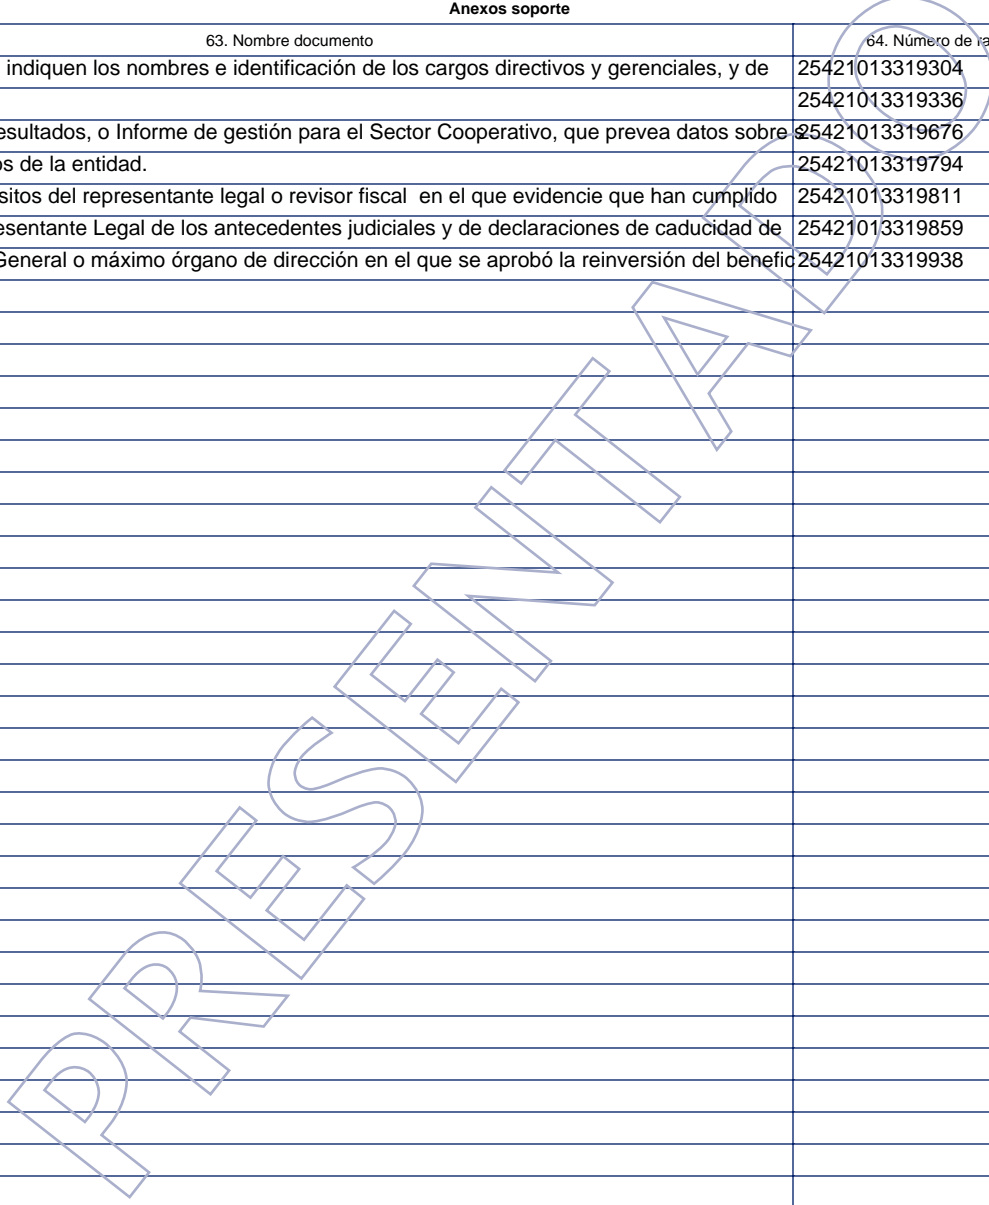 Anexos soporte
63. Nombre documento 64. Número de
indiquen los nombres e identificación de los cargos directivos y gerenciales, y de 25421013319304
25421013319336
esultados, o Informe de gestión para el Sector Cooperativo, que prevea datos sobre 25421013319676
os de la entidad. 25421013319794
sitos del representante legal o revisor fiscal en el que evidencie que han cumplido 25421013319811
esentante Legal de los antecedentes judiciales y de declaraciones de caducidad de 25421013319859
General o máximo órgano de dirección en el que se aprobó la reinversión del benefic 25421013319938
PRESENTADO